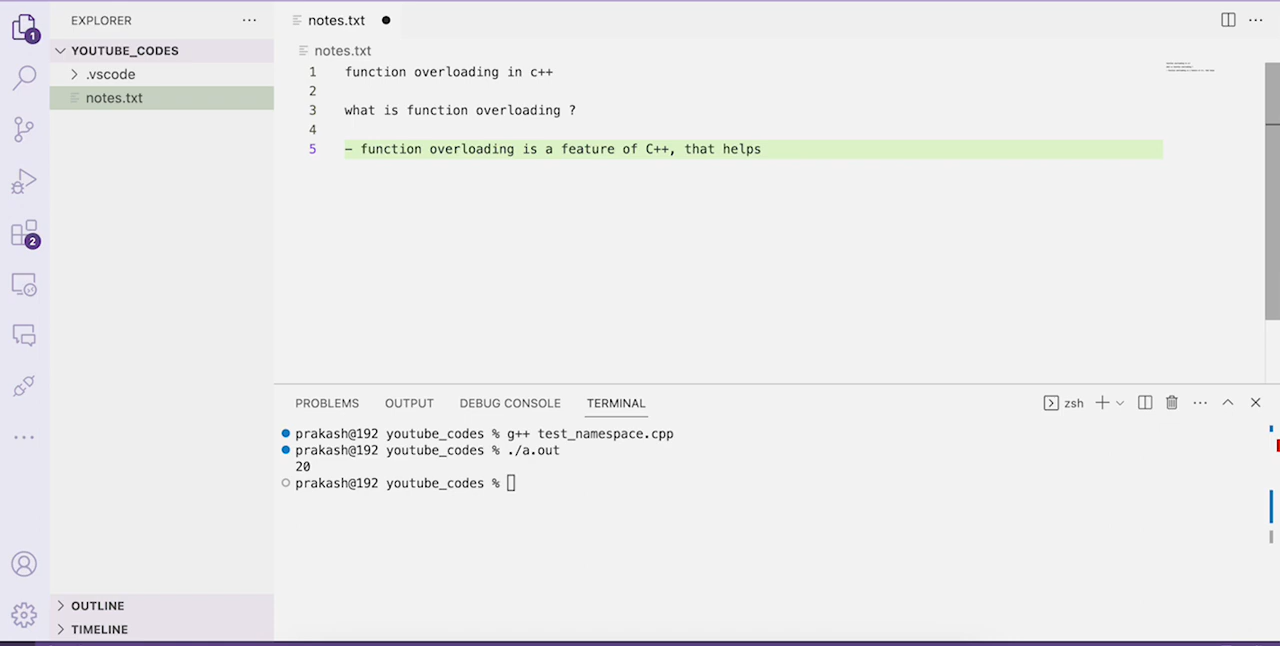 EXPLORER
YOUTUBE_CODES
.vscode
notes.txt
OUTLINE
TIMELINE
1
2
notes.txt
notes.txt
1 function overloading in c++
2
3 what is function overloading ?
4
5 - function overloading is a feature of C++, that helps
PROBLEMS OUTPUT DEBUG CONSOLE TERMINAL
zsh
prakash@192 youtube_codes % g++ test_namespace.cpp
prakash@192 youtube_codes % ./a.out
20
prakash@192 youtube_codes %